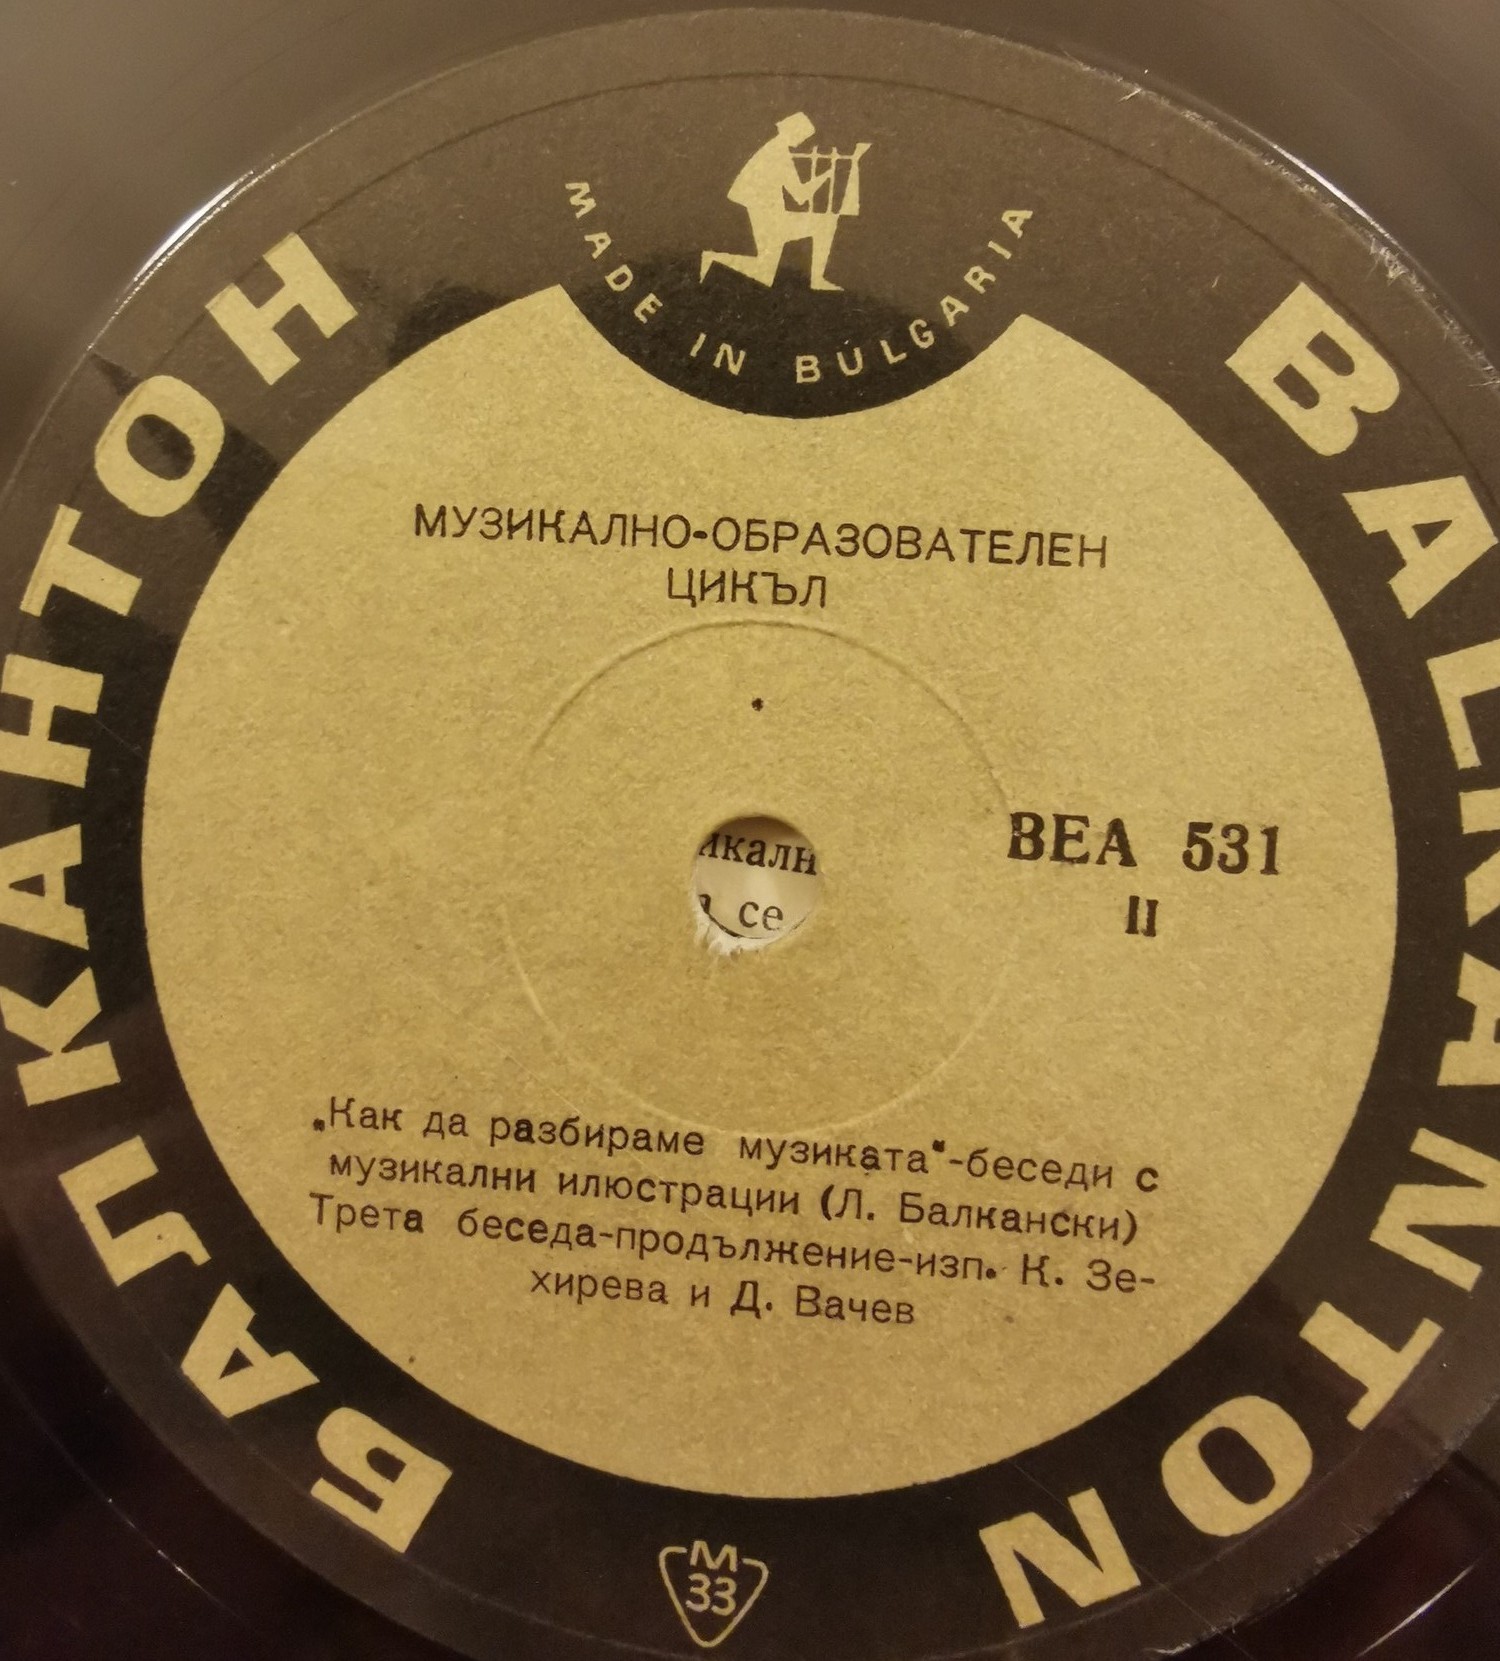 MADE IN BULGARIA
БАЛКАНТОН
BALKANTON
МУЗИКАЛНО-ОБРАЗОВАТЕЛЕН
ЦИКЪЛ
ВЕА 531
II
се
„Как да разбираме музиката“-беседи с
музикални илюстрации (Л. Балкански)
Трета беседа-продължение-изп. К. Зе-
хирева и Д. Вачев
М
33